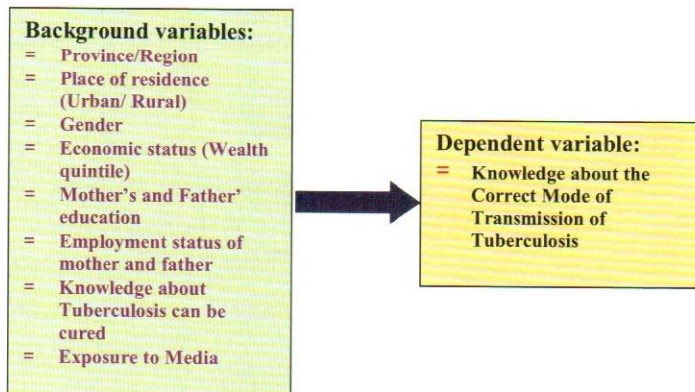 Background variables:
= Province/Region
= Place of residence
(Urban/ Rural)
= Gender
= Economic status (Wealth
quintile)
= Mother's and Father'
education
= Employment status of
mother and father
= Knowledge about
Tuberculosis can be
cured
= Exposure to Media
Dependent variable:
= Knowledge about the
Correct Mode of
Transmission of
Tuberculosis